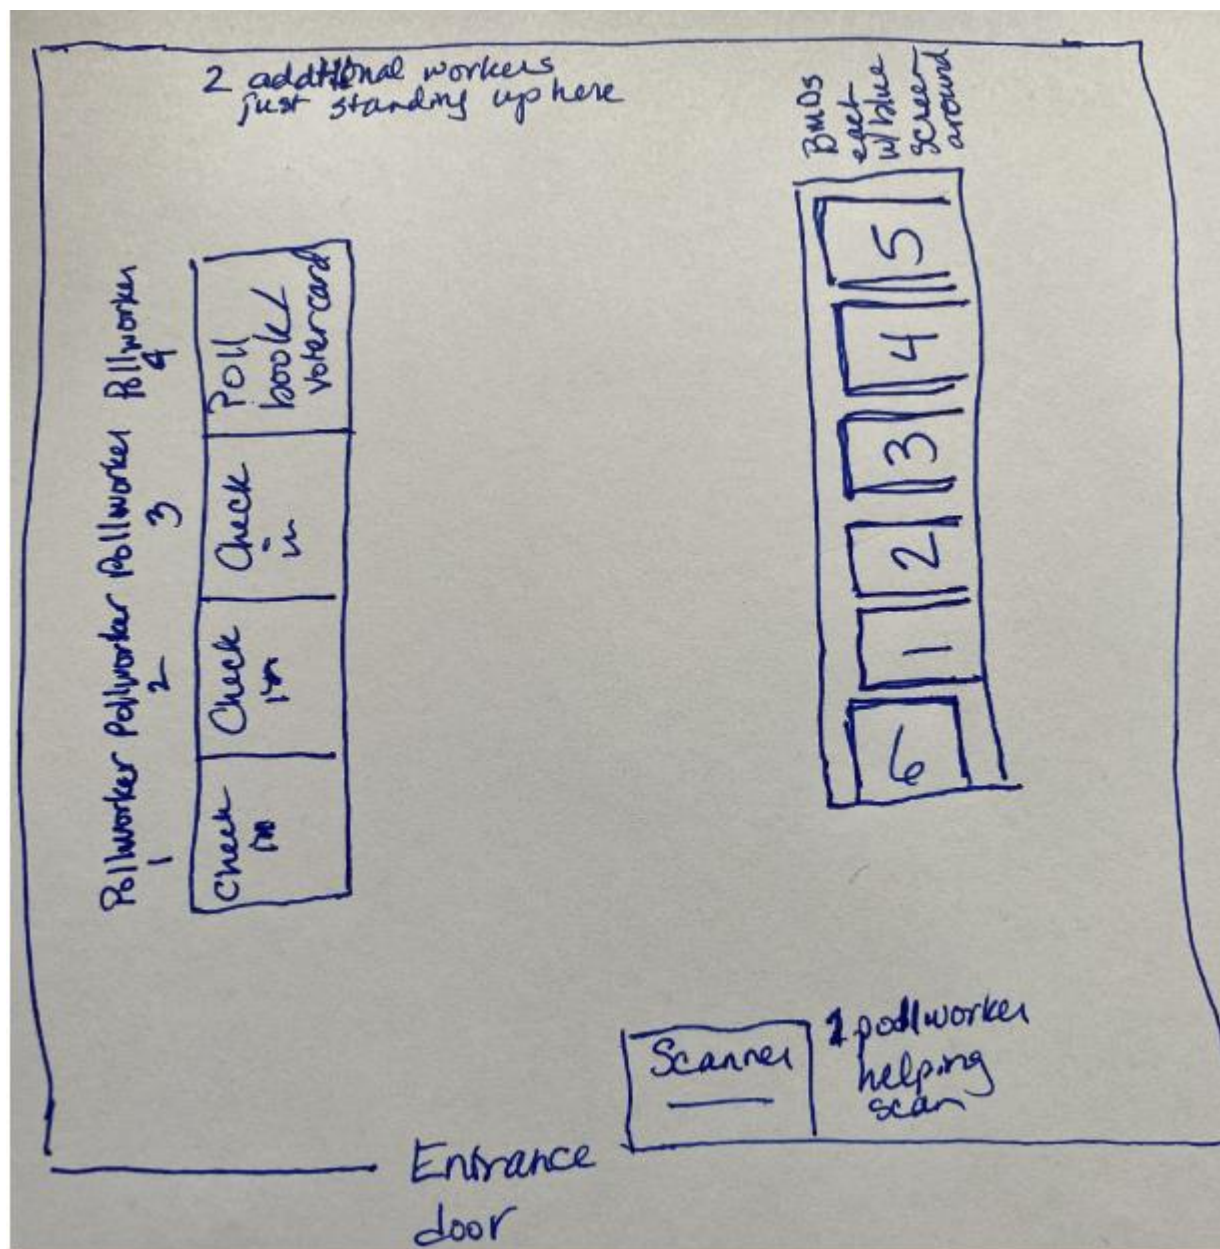 2 additional workers
just standing up here
BMDs
each
w/blue
screen
around
Pollworker
1
Pollworker
2
Pollworker
3
Pollworker
4
Poll
book/
votercard
Check
in
Check
in
Check
in
5
4
3
2
1
6
Scanner
1 pollworker
helping
scan
Entrance
door